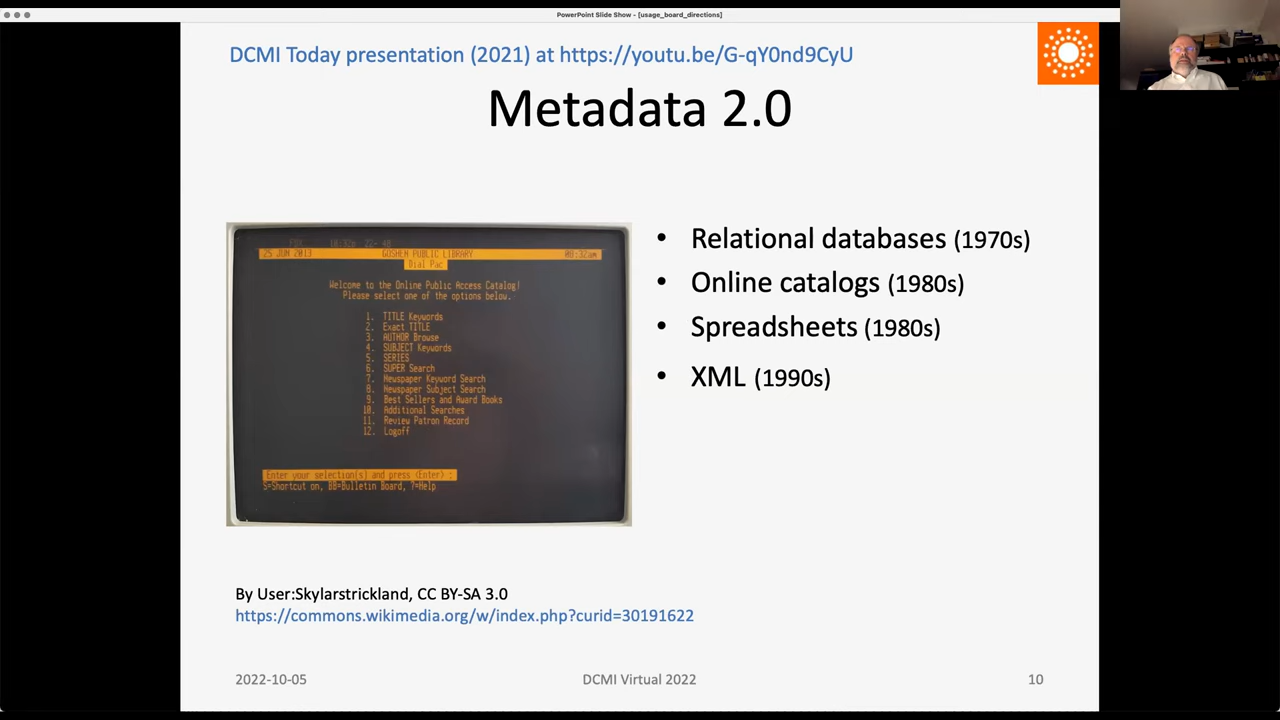 PowerPoint Slide Show - [usage_board_directions]
DCMI Today presentation (2021) at https://youtu.be/G-qY0nd9CyU
Metadata 2.0
25 JUN 2013 GOSHEN PUBLIC LIBRARY 08:32am
Dial Pac
Welcome to the Online Public Access Catalog!
Please select one of the options below.
1. TITLE Keywords
2. Exact TITLE
3. AUTHOR Browse
4. SUBJECT Keywords
5. SERIES
6. SUPER Search
7. Newspaper Keyword Search
8. Newspaper Subject Search
9. Best Sellers and Award Books
10. Additional Searches
11. Review Patron Record
12. Logoff
Enter your selection(s) and press <Enter> :
S=Shortcut on, BB=Bulletin Board, ?=Help
• Relational databases (1970s)
• Online catalogs (1980s)
• Spreadsheets (1980s)
• XML (1990s)
By User:Skylarstrickland, CC BY-SA 3.0
https://commons.wikimedia.org/w/index.php?curid=30191622
2022-10-05 DCMI Virtual 2022 10